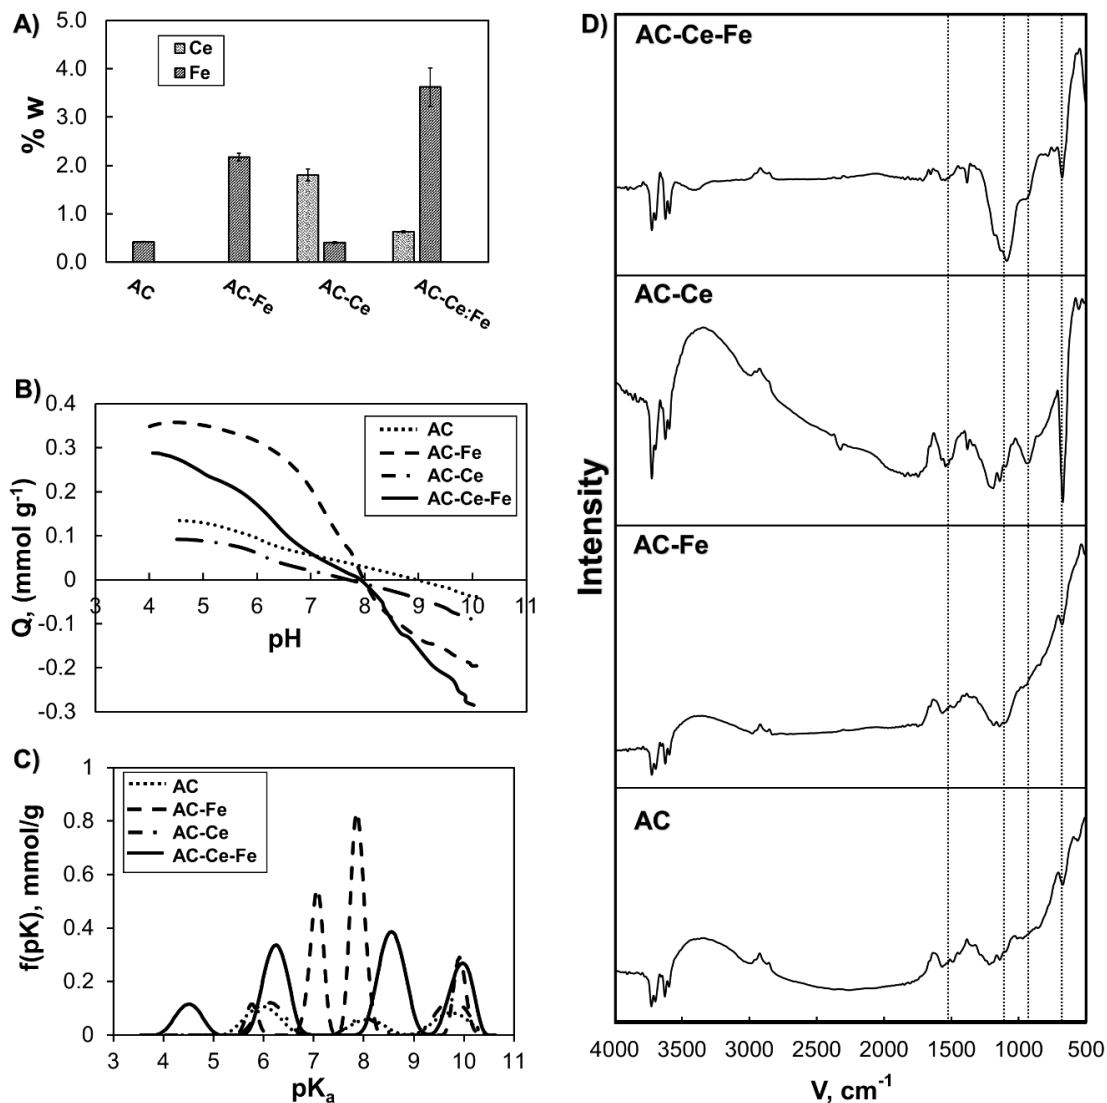 A)
5.0
4.0
3.0
2.0
1.0
0.0
% w
Ce
Fe
AC
AC-Fe
AC-Ce
AC-Ce:Fe
B)
0.4
0.3
0.2
0.1
0
-0.1
-0.2
-0.3
Q, (mmol g-1)
3 4 5 6 7 8 9 10 11
pH
AC
AC-Fe
AC-Ce
AC-Ce-Fe
C)
1
0.8
0.6
0.4
0.2
0
f(pK), mmol/g
AC
AC-Fe
AC-Ce
AC-Ce-Fe
3 4 5 6 7 8 9 10 11
pKa
D)
AC-Ce-Fe
AC-Ce
AC-Fe
AC
Intensity
4000 3500 3000 2500 2000 1500 1000 500
V, cm-1